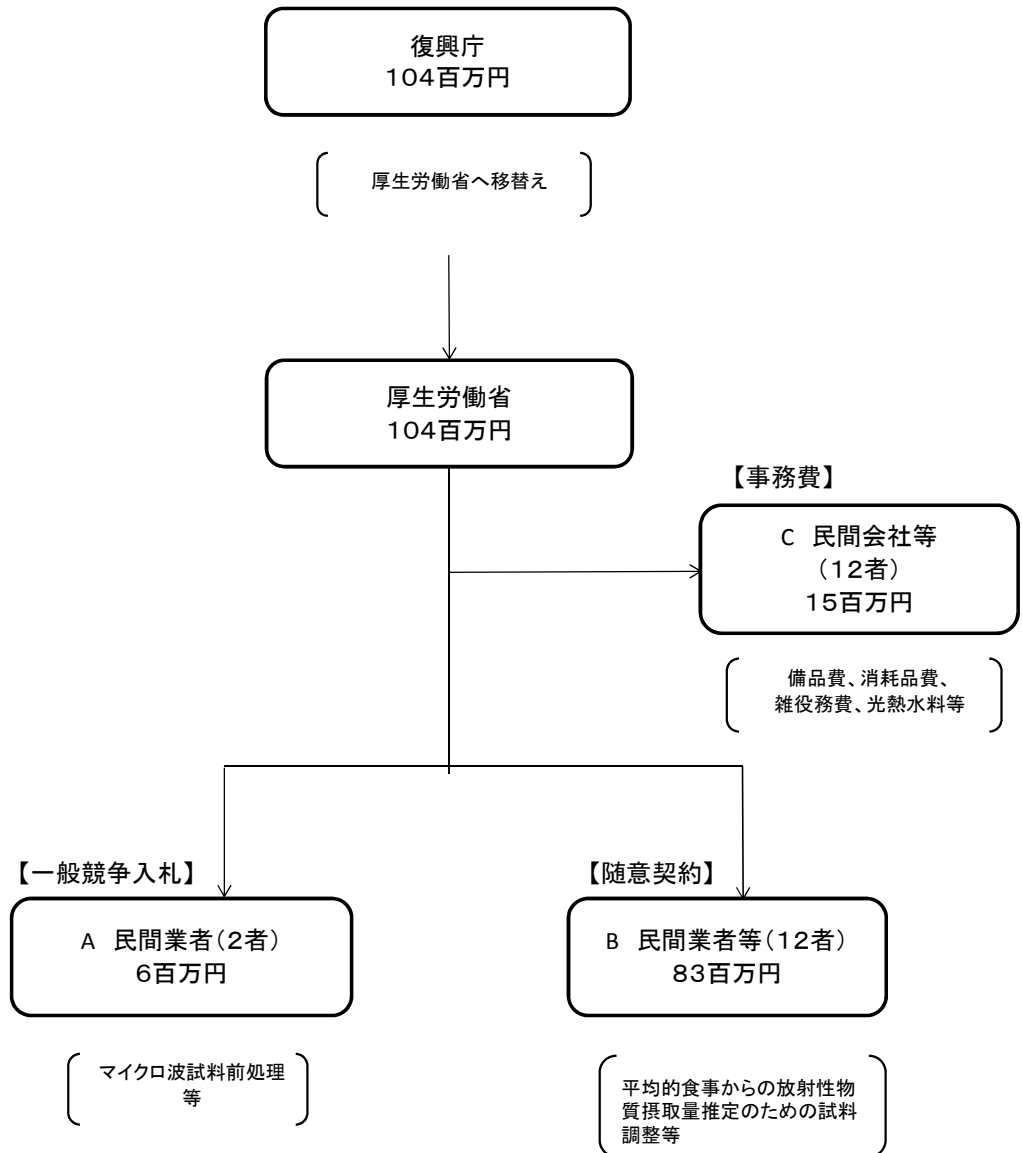 復興庁
104百万円
厚生労働省へ移替え
厚生労働省
104百万円
【事務費】
C 民間会社等
（12者）
15百万円
備品費、消耗品費、
雑役務費、光熱水料等
【一般競争入札】
A 民間業者（2者）
6百万円
マイクロ波試料前処理
等
【随意契約】
B 民間業者等（12者）
83百万円
平均的食事からの放射性物
質摂取量推定のための試料
調整等